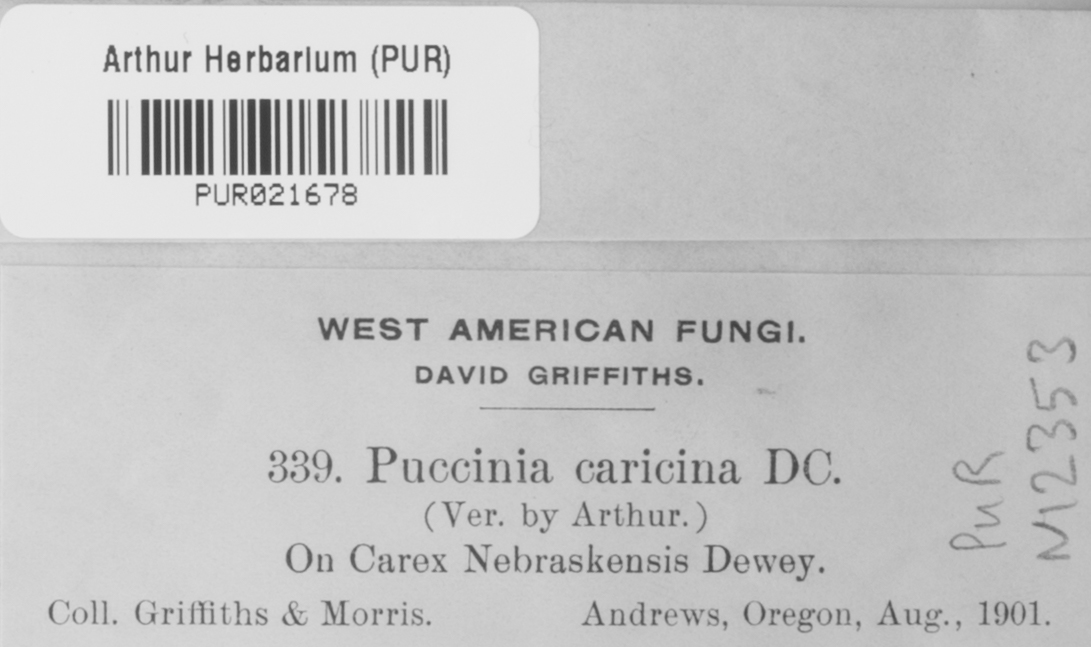 Arthur Herbarium (PUR)
PUR021678
WEST AMERICAN FUNGI.
DAVID GRIFFITHS.
339. Puccinia caricina DC.
(Ver. by Arthur.)
On Carex Nebraskensis Dewey.
Coll. Griffiths & Morris. Andrews, Oregon, Aug., 1901.
PUR
N12353